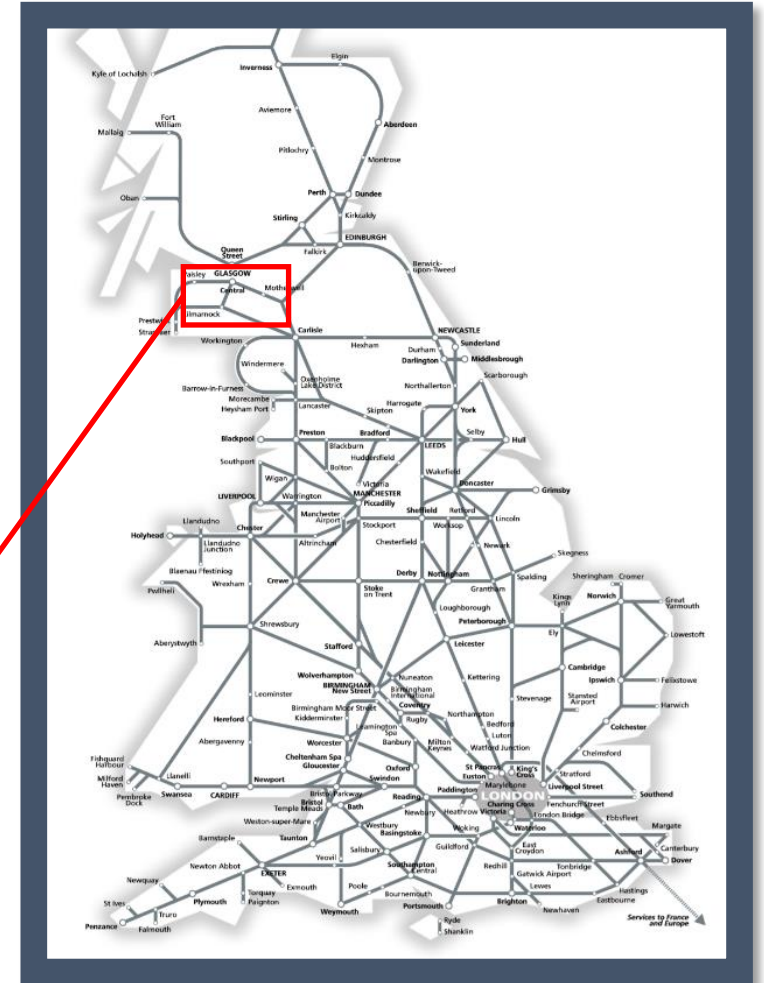 Elgin
Inverness
Kyle of Lochalsh
Aviemore
Fort
William
Mallaig
Aberdeen
Pitlochry
Montrose
Perth
Dundee
Oban
Stirling
Kirkcaldy
EDINBURGH
Queen
Street
Falkirk
Berwick-
upon-Tweed
GLASGOW
Central
Carlisle
Hexham
NEWCASTLE
Sunderland
Workington
Durham
Darlington
Middlesbrough
Windermere
Scarborough
Oxenholme
Lake District
Northallerton
Barrow-in-Furness
Morecambe
Heysham Port
Lancaster
Harrogate
York
Skipton
Blackpool
Preston
Bradford
Selby
Hull
Blackburn
LEEDS
Huddersfield
Southport
Bolton
Wakefield
Wigan
Victoria
Doncaster
MANCHESTER
Piccadilly
Grimsby
LIVERPOOL
Warrington
Manchester
Airport
Sheffield
Retford
Lincoln
Llandudno
Stockport
Worksop
Holyhead
Chester
Llandudno
Junction
Altrincham
Chesterfield
Newark
Skegness
Blaenau Ffestiniog
Derby
Nottingham
Spalding
Sheringham
Cromer
Pwllheli
Wrexham
Crewe
Stoke
on Trent
Grantham
Kings
Lynn
Norwich
Great
Yarmouth
Loughborough
Peterborough
Shrewsbury
Ely
Lowestoft
Aberystwyth
Stafford
Leicester
Cambridge
Wolverhampton
BIRMINGHAM
New Street
Nuneaton
Kettering
Ipswich
Felixstowe
Birmingham
International
Leominster
Stevenage
Stansted
Airport
Birmingham Moor Street
Coventry
Harwich
Kidderminster
Rugby
Northampton
Hereford
Leamington
Spa
Bedford
Colchester
Worcester
Banbury
Milton
Keynes
Luton
Abergavenny
Watford Junction
Chelmsford
Cheltenham Spa
Gloucester
Oxford
St Pancras
King's
Cross
Fishguard
Harbour
Euston
Stratford
Milford
Haven
Llanelli
Newport
Swindon
Marylebone
Liverpool Street
Paddington
Pembroke
Dock
Swansea
CARDIFF
Bristol Parkway
Reading
LONDON
Southend
Bristol
Temple Meads
Bath
Charing Cross
Fenchurch Street
Newbury
Heathrow
Victoria
London Bridge
Ebbsfleet
Weston-super-Mare
Westbury
Basingstoke
Woking
Waterloo
Margate
Barnstaple
Taunton
Salisbury
Guildford
East
Croydon
Canterbury
Yeovil
Ashford
Dover
Newton Abbot
Southampton
Central
Redhill
Tonbridge
EXETER
Gatwick Airport
Newquay
Exmouth
Poole
Lewes
Hastings
St Ives
Plymouth
Torquay
Paignton
Bournemouth
Eastbourne
Weymouth
Portsmouth
Brighton
Newhaven
Truro
Ryde
Services to France
and Europe
Penzance
Falmouth
Shanklin